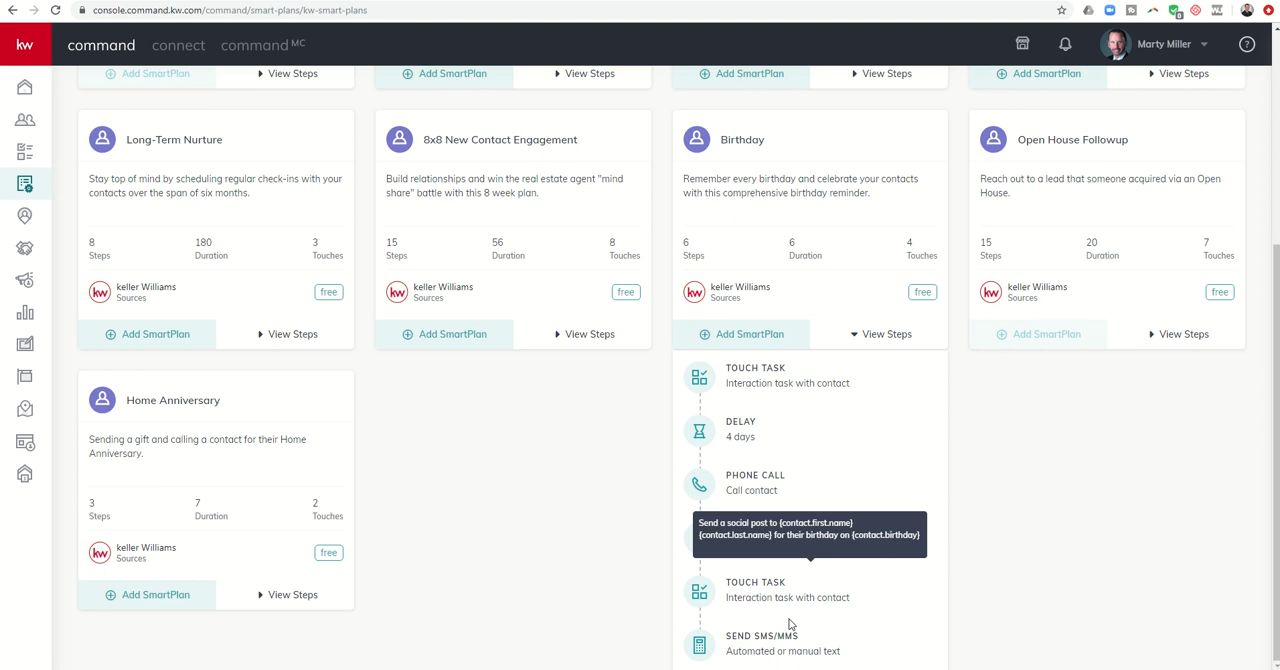 console.command.kw.com/command/smart-plans/kw-smart-plans
kw
command
connect
command MC
Marty Miller
Add SmartPlan
View Steps
Add SmartPlan
View Steps
Add SmartPlan
View Steps
Add SmartPlan
View Steps
Long-Term Nurture
Stay top of mind by scheduling regular check-ins with your
contacts over the span of six months.
8
180
3
Steps
Duration
Touches
kw
keller Williams
Sources
free
Add SmartPlan
View Steps
8x8 New Contact Engagement
Build relationships and win the real estate agent "mind
share" battle with this 8 week plan.
15
56
8
Steps
Duration
Touches
kw
keller Williams
Sources
free
Add SmartPlan
View Steps
Birthday
Remember every birthday and celebrate your contacts
with this comprehensive birthday reminder.
6
6
4
Steps
Duration
Touches
kw
keller Williams
Sources
free
Add SmartPlan
View Steps
TOUCH TASK
Interaction task with contact
DELAY
4 days
PHONE CALL
Call contact
Send a social post to {contact.first.name}
{contact.last.name} for their birthday on {contact.birthday}
TOUCH TASK
Interaction task with contact
SEND SMS/MMS
Automated or manual text
Open House Followup
Reach out to a lead that someone acquired via an Open
House.
15
20
7
Steps
Duration
Touches
kw
keller Williams
Sources
free
Add SmartPlan
View Steps
Home Anniversary
Sending a gift and calling a contact for their Home
Anniversary.
3
7
2
Steps
Duration
Touches
kw
keller Williams
Sources
free
Add SmartPlan
View Steps